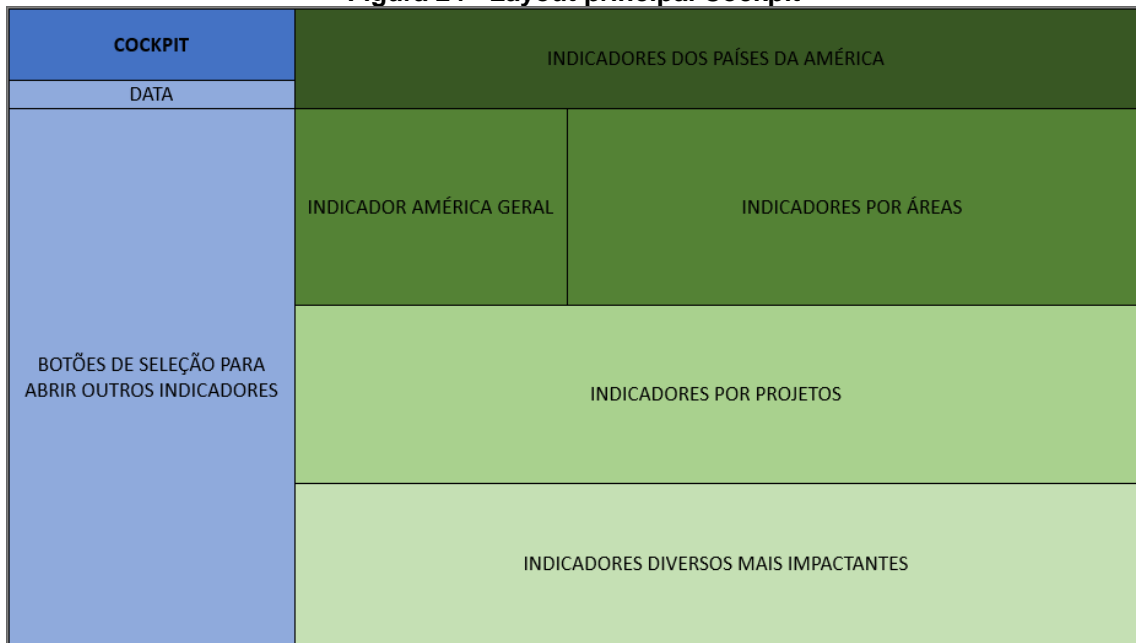 COCKPIT
INDICADORES DOS PAÍSES DA AMÉRICA
DATA
INDICADOR AMÉRICA GERAL
INDICADORES POR ÁREAS
BOTÕES DE SELEÇÃO PARA
ABRIR OUTROS INDICADORES
INDICADORES POR PROJETOS
INDICADORES DIVERSOS MAIS IMPACTANTES